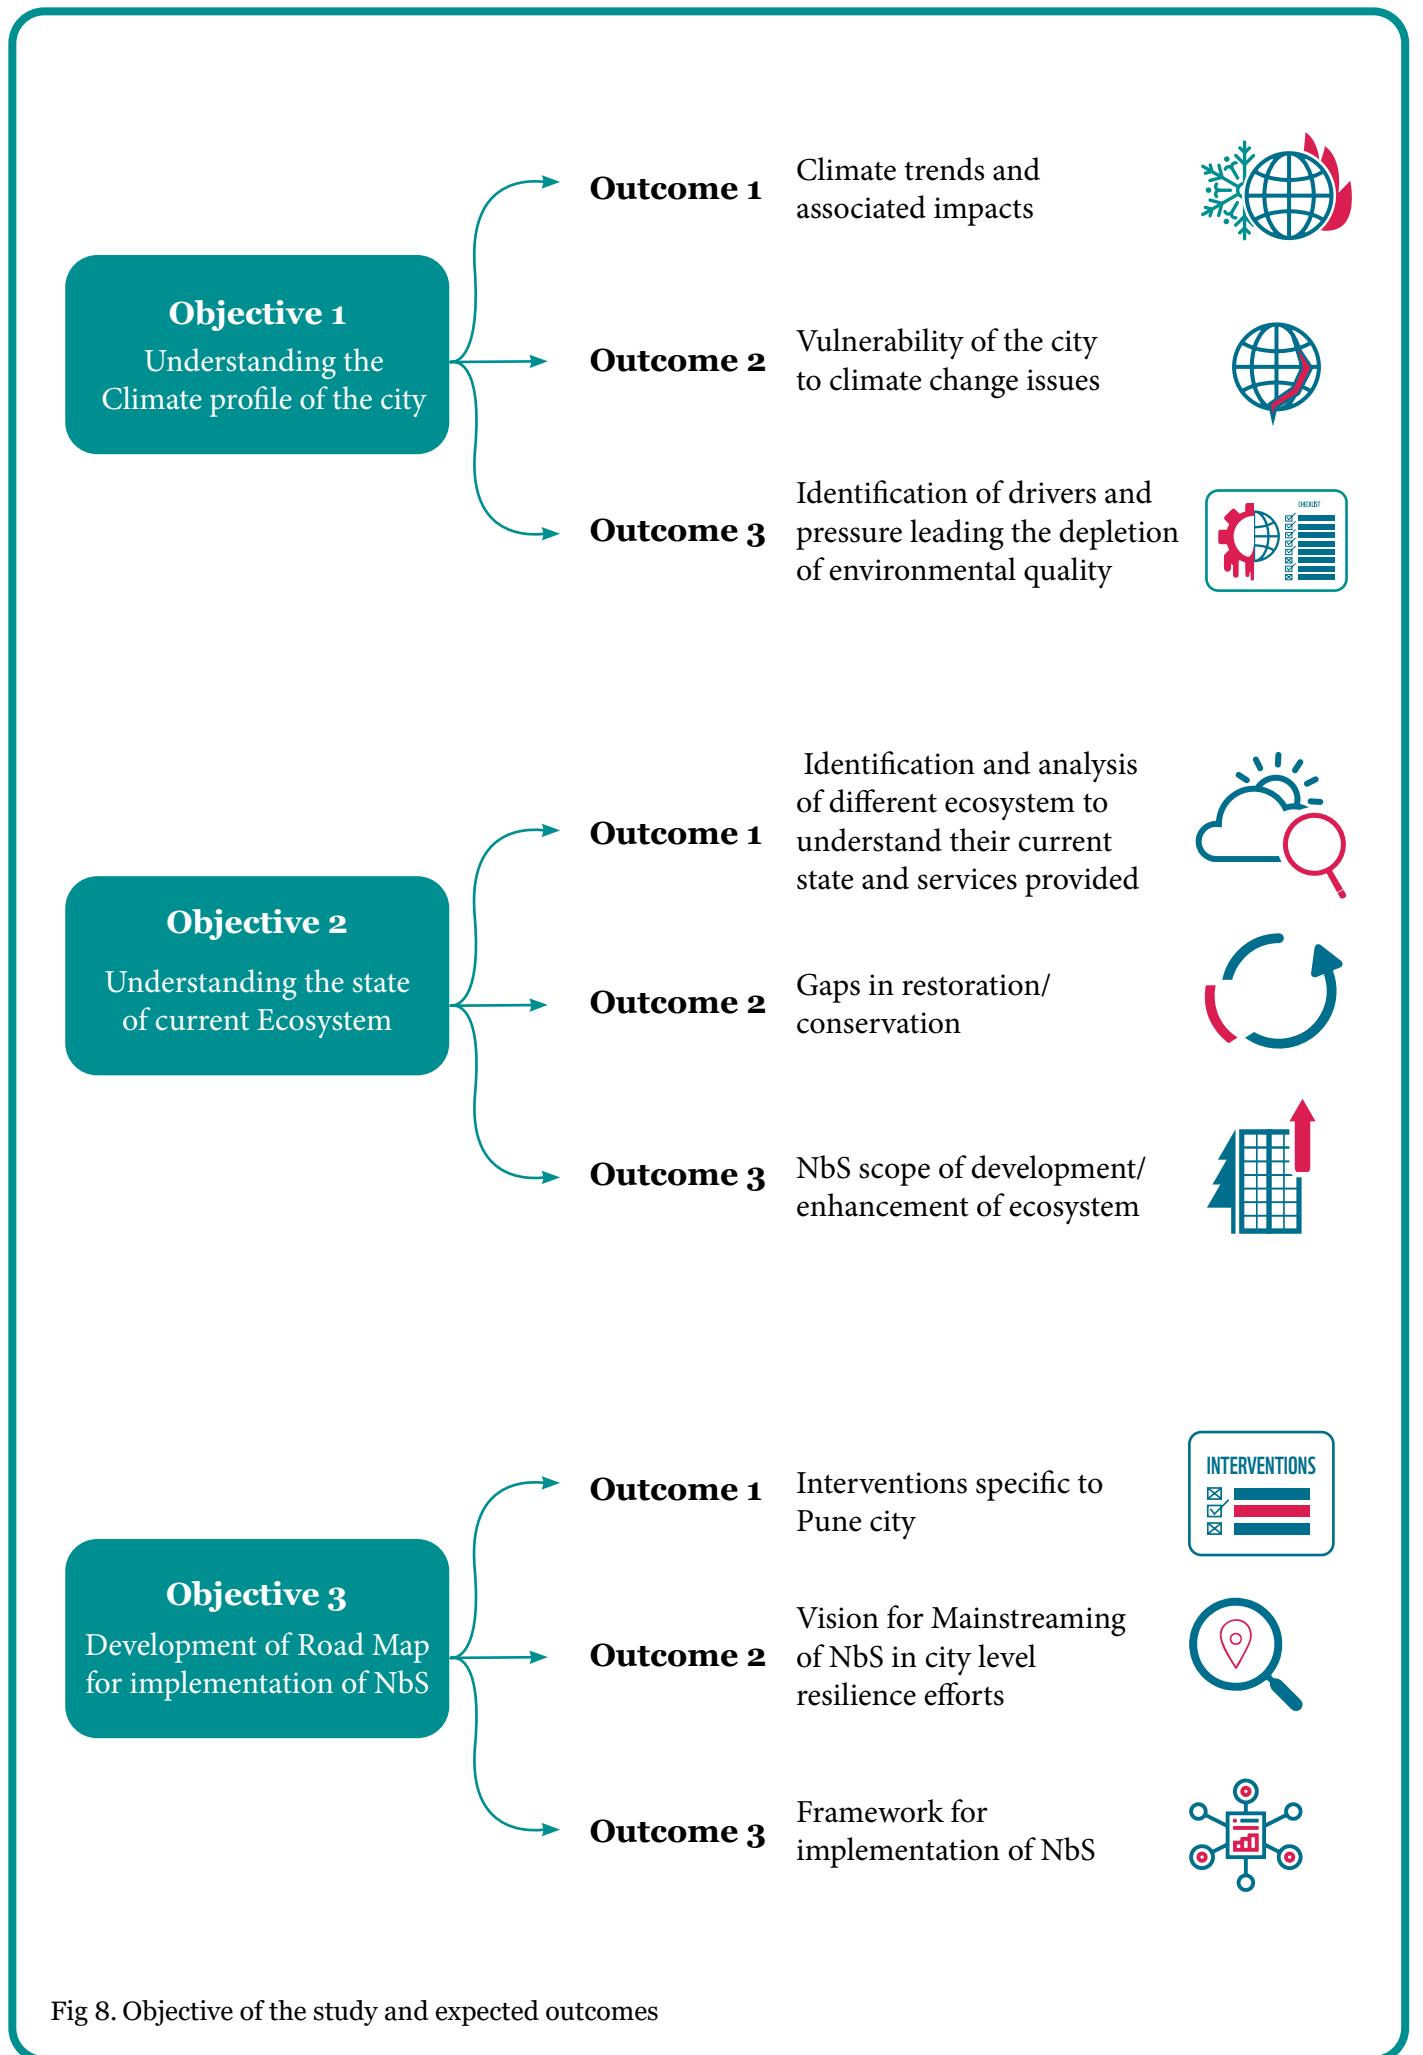 Objective 1
Understanding the
Climate profile of the city
Outcome 1
Climate trends and
associated impacts
Outcome 2
Vulnerability of the city
to climate change issues
Outcome 3
Identification of drivers and
pressure leading the depletion
of environmental quality
CHECKLIST
Objective 2
Understanding the state
of current Ecosystem
Outcome 1
Identification and analysis
of different ecosystem to
understand their current
state and services provided
Outcome 2
Gaps in restoration/
conservation
Outcome 3
NbS scope of development/
enhancement of ecosystem
Objective 3
Development of Road Map
for implementation of NbS
Outcome 1
Interventions specific to
Pune city
INTERVENTIONS
Outcome 2
Vision for Mainstreaming
of NbS in city level
resilience efforts
Outcome 3
Framework for
implementation of NbS
Fig 8. Objective of the study and expected outcomes